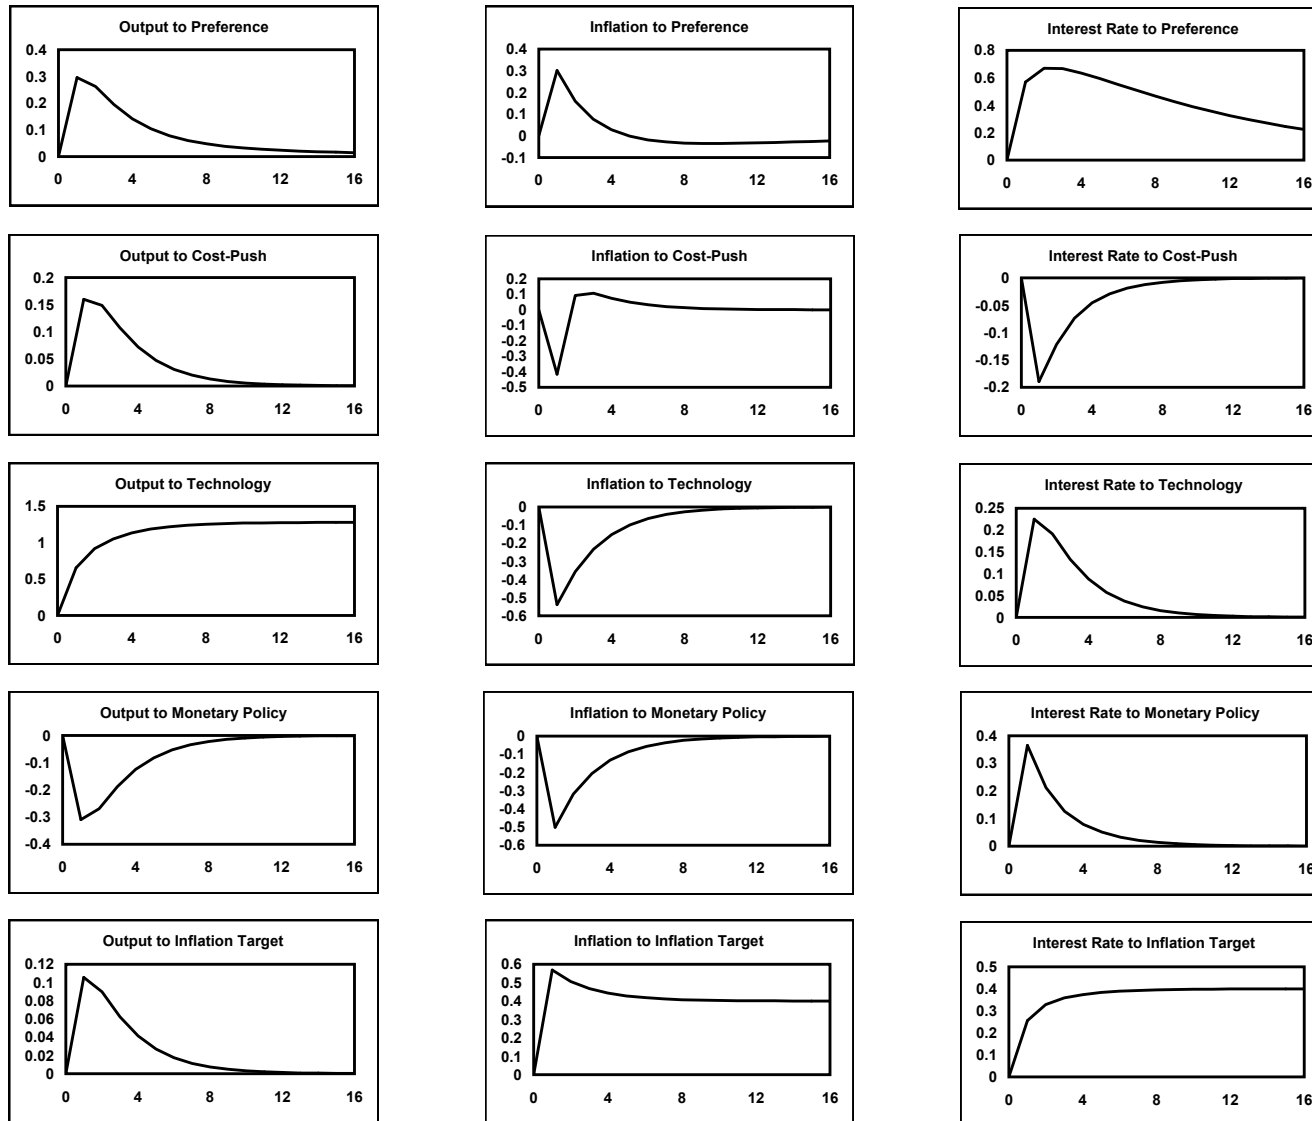 Output to Preference
0.4
0.3
0.2
0.1
0
0 4 8 12 16
Inflation to Preference
0.4
0.3
0.2
0.1
0
-0.1
0 4 8 12 16
Interest Rate to Preference
0.8
0.6
0.4
0.2
0
0 4 8 12 16
Output to Cost-Push
0.2
0.15
0.1
0.05
0
0 4 8 12 16
Inflation to Cost-Push
0.2
0.1
0
-0.1
-0.2
-0.3
-0.4
-0.5
0 4 8 12 16
Interest Rate to Cost-Push
0
-0.05
-0.1
-0.15
-0.2
0 4 8 12 16
Output to Technology
1.5
1
0.5
0
0 4 8 12 16
Inflation to Technology
0
-0.1
-0.2
-0.3
-0.4
-0.5
-0.6
0 4 8 12 16
Interest Rate to Technology
0.25
0.2
0.15
0.1
0.05
0
0 4 8 12 16
Output to Monetary Policy
0
-0.1
-0.2
-0.3
-0.4
0 4 8 12 16
Inflation to Monetary Policy
0
-0.1
-0.2
-0.3
-0.4
-0.5
-0.6
0 4 8 12 16
Interest Rate to Monetary Policy
0.4
0.3
0.2
0.1
0
0 4 8 12 16
Output to Inflation Target
0.12
0.1
0.08
0.06
0.04
0.02
0
0 4 8 12 16
Inflation to Inflation Target
0.6
0.5
0.4
0.3
0.2
0.1
0
0 4 8 12 16
Interest Rate to Inflation Target
0.5
0.4
0.3
0.2
0.1
0
0 4 8 12 16